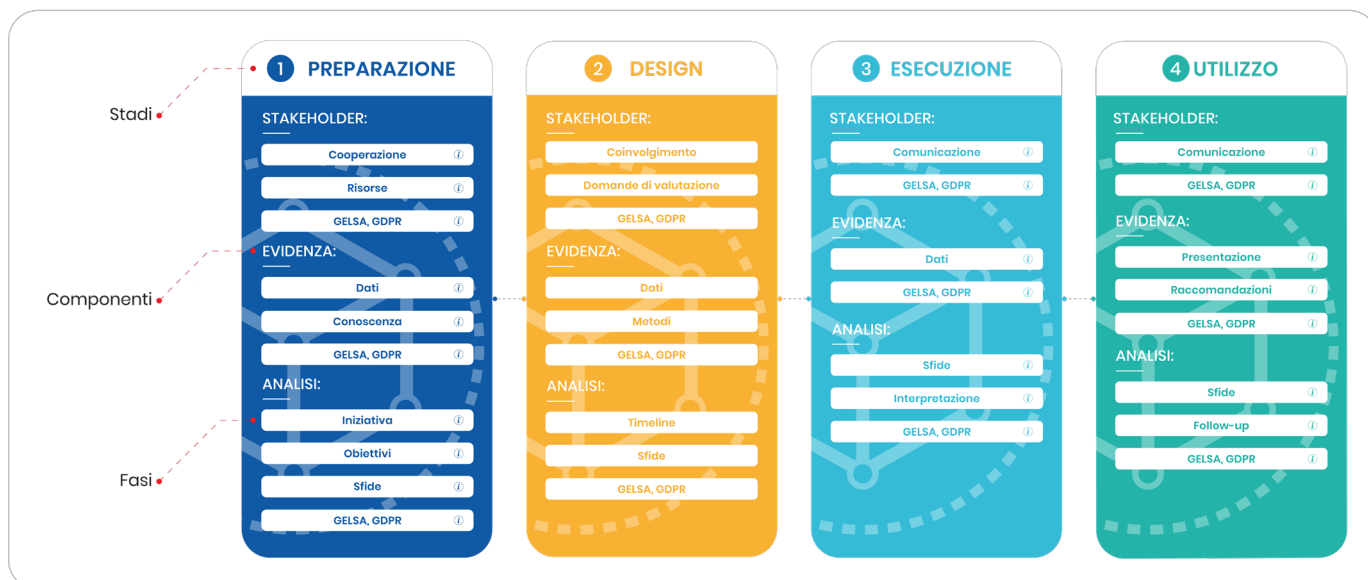 Stadi
Componenti
Fasi
1 PREPARAZIONE
STAKEHOLDER:
Cooperazione i
Risorse i
GELSA, GDPR i
EVIDENZA:
Dati i
Conoscenza i
GELSA, GDPR i
ANALISI:
Iniziativa i
Obiettivi i
Sfide i
GELSA, GDPR i
2 DESIGN
STAKEHOLDER:
Coinvolgimento
Domande di valutazione
GELSA, GDPR
EVIDENZA:
Dati
Metodi
GELSA, GDPR
ANALISI:
Timeline
Sfide
GELSA, GDPR
3 ESECUZIONE
STAKEHOLDER:
Comunicazione i
GELSA, GDPR i
EVIDENZA:
Dati i
GELSA, GDPR i
ANALISI:
Sfide i
Interpretazione i
GELSA, GDPR i
4 UTILIZZO
STAKEHOLDER:
Comunicazione i
GELSA, GDPR i
EVIDENZA:
Presentazione i
Raccomandazioni i
GELSA, GDPR i
ANALISI:
Sfide i
Follow-up i
GELSA, GDPR i